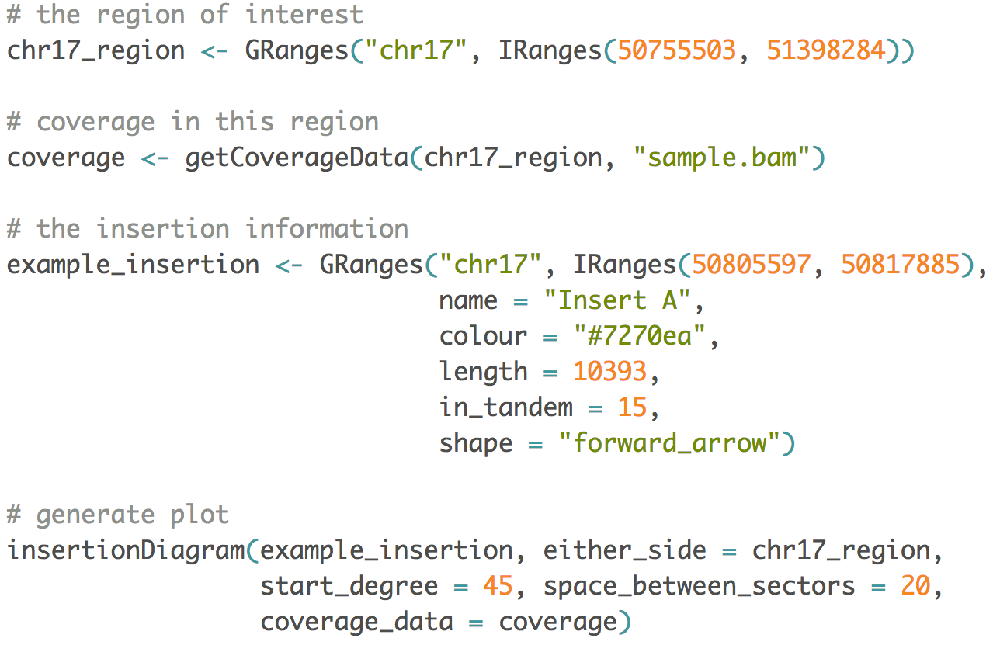 # the region of interest
chr17_region <- GRanges("chr17", IRanges(50755503, 51398284))
# coverage in this region
coverage <- getCoverageData(chr17_region, "sample.bam")
# the insertion information
example_insertion <- GRanges("chr17", IRanges(50805597, 50817885),
name = "Insert A",
colour = "#7270ea",
length = 10393,
in_tandem = 15,
shape = "forward_arrow")
# generate plot
insertionDiagram(example_insertion, either_side = chr17_region,
start_degree = 45, space_between_sectors = 20,
coverage_data = coverage)